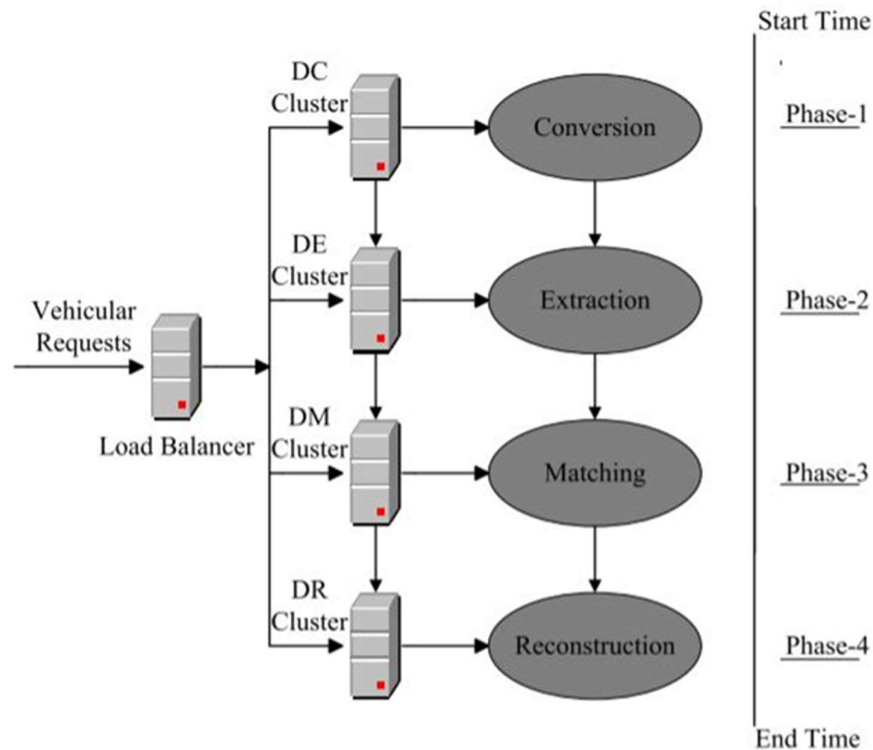 Start Time
DC
Cluster
Conversion
Phase-1
DE
Cluster
Extraction
Phase-2
Vehicular
Requests
Load Balancer
DM
Cluster
Matching
Phase-3
DR
Cluster
Reconstruction
Phase-4
End Time